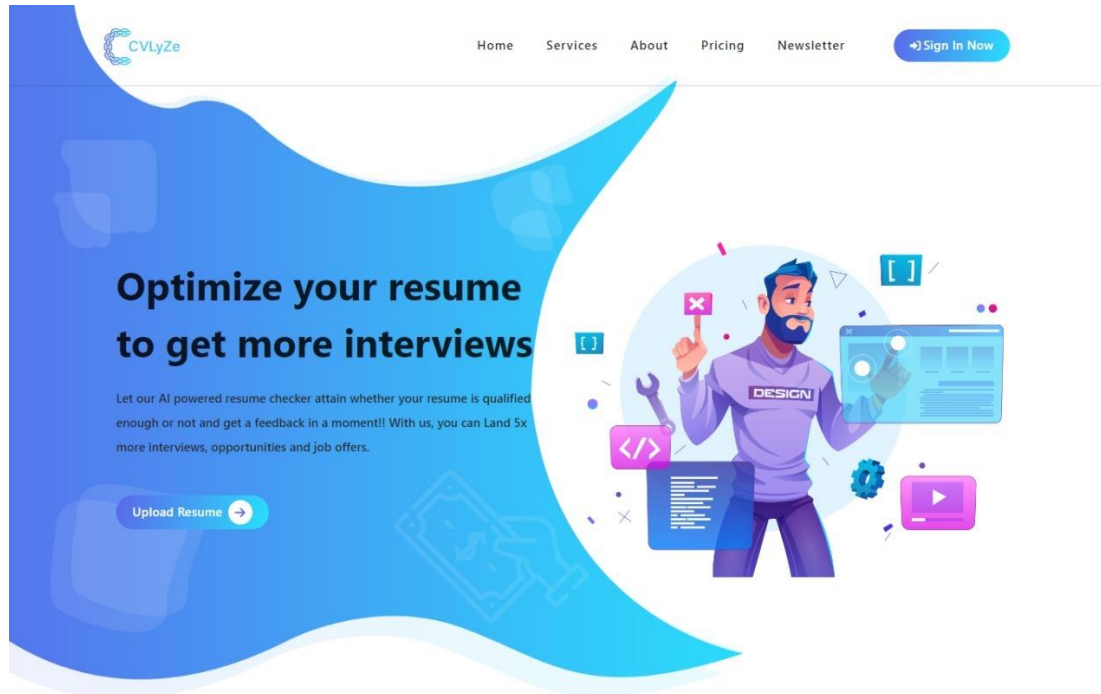 CVLyZe
Home Services About Pricing Newsletter Sign In Now
Optimize your resume
to get more interviews
Let our AI powered resume checker attain whether your resume is qualified
enough or not and get a feedback in a moment!! With us, you can Land 5x
more interviews, opportunities and job offers.
Upload Resume
[ ]
[ ]
DESIGN
</>
$